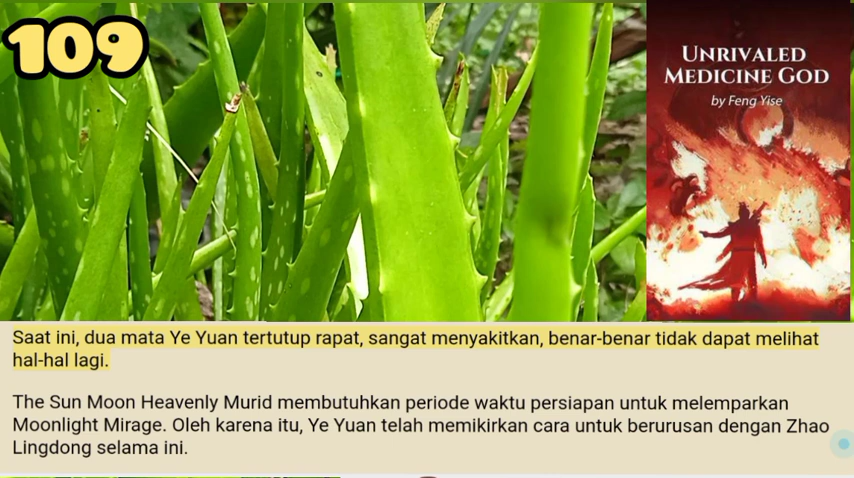 109
UNRIVALED
MEDICINE GOD
by Feng Yise
Saat ini, dua mata Ye Yuan tertutup rapat, sangat menyakitkan, benar-benar tidak dapat melihat
hal-hal lagi.
The Sun Moon Heavenly Murid membutuhkan periode waktu persiapan untuk melemparkan
Moonlight Mirage. Oleh karena itu, Ye Yuan telah memikirkan cara untuk berurusan dengan Zhao
Lingdong selama ini.